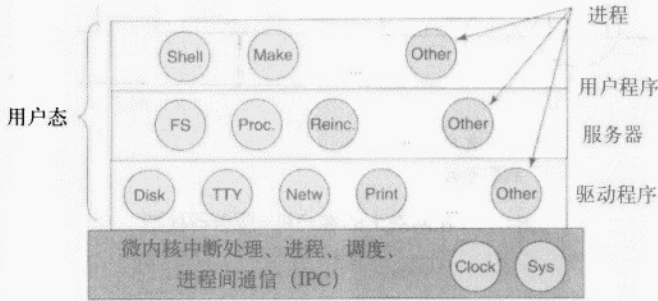 进程
Shell Make Other
用户程序
用户态
FS Proc. Reinc. Other
服务器
Disk TTY Netw Print Other
驱动程序
微内核中断处理、进程、调度、
进程间通信（IPC）
Clock Sys